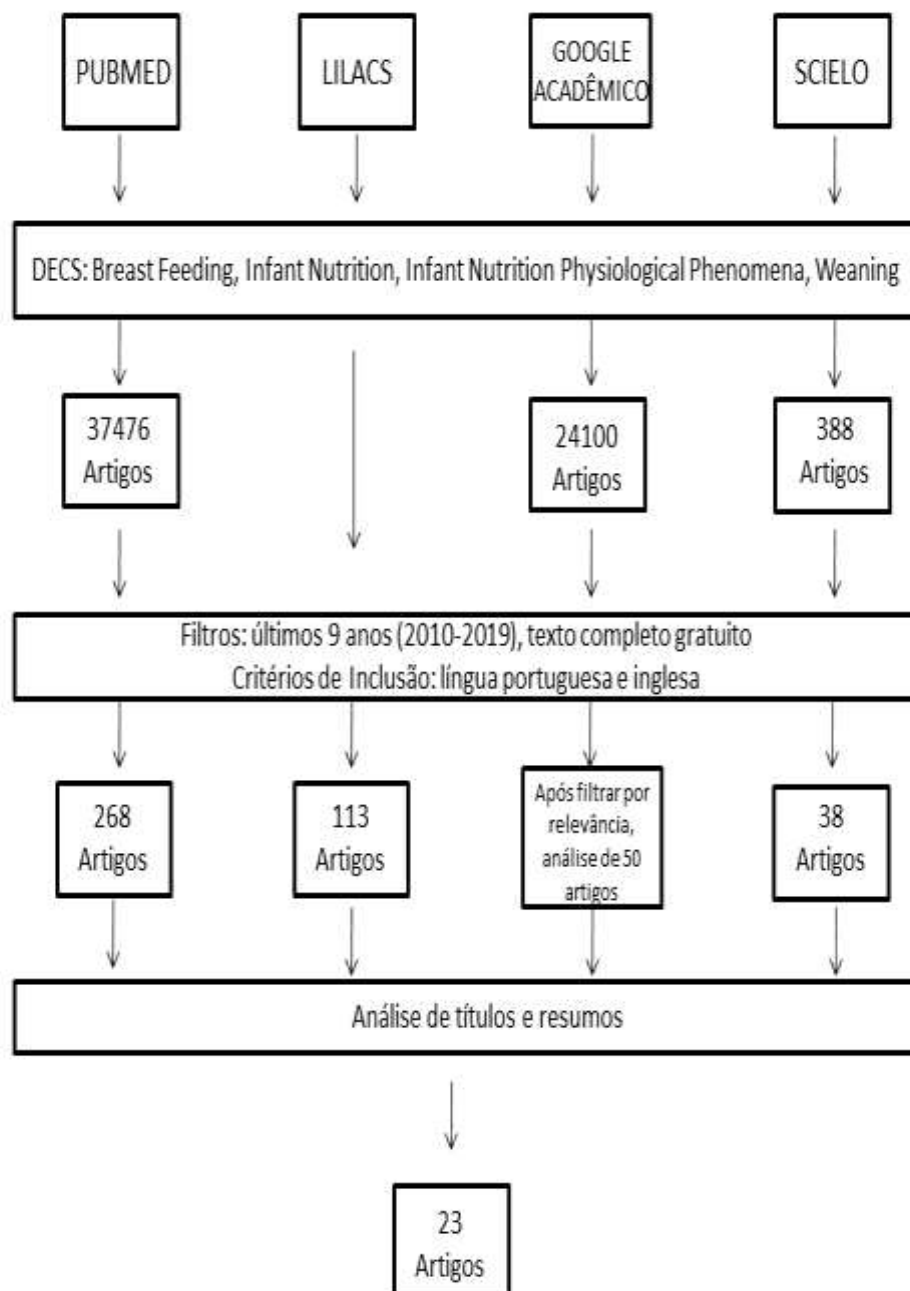 PUBMED
LILACS
GOOGLE
ACADÊMICO
SCIELO
DECS: Breast Feeding, Infant Nutrition, Infant Nutrition Physiological Phenomena, Weaning
37476
Artigos
24100
Artigos
388
Artigos
Filtros: últimos 9 anos (2010-2019), texto completo gratuito
Critérios de Inclusão: língua portuguesa e inglesa
268
Artigos
113
Artigos
Após filtrar por
relevância,
análise de 50
artigos
38
Artigos
Análise de títulos e resumos
23
Artigos